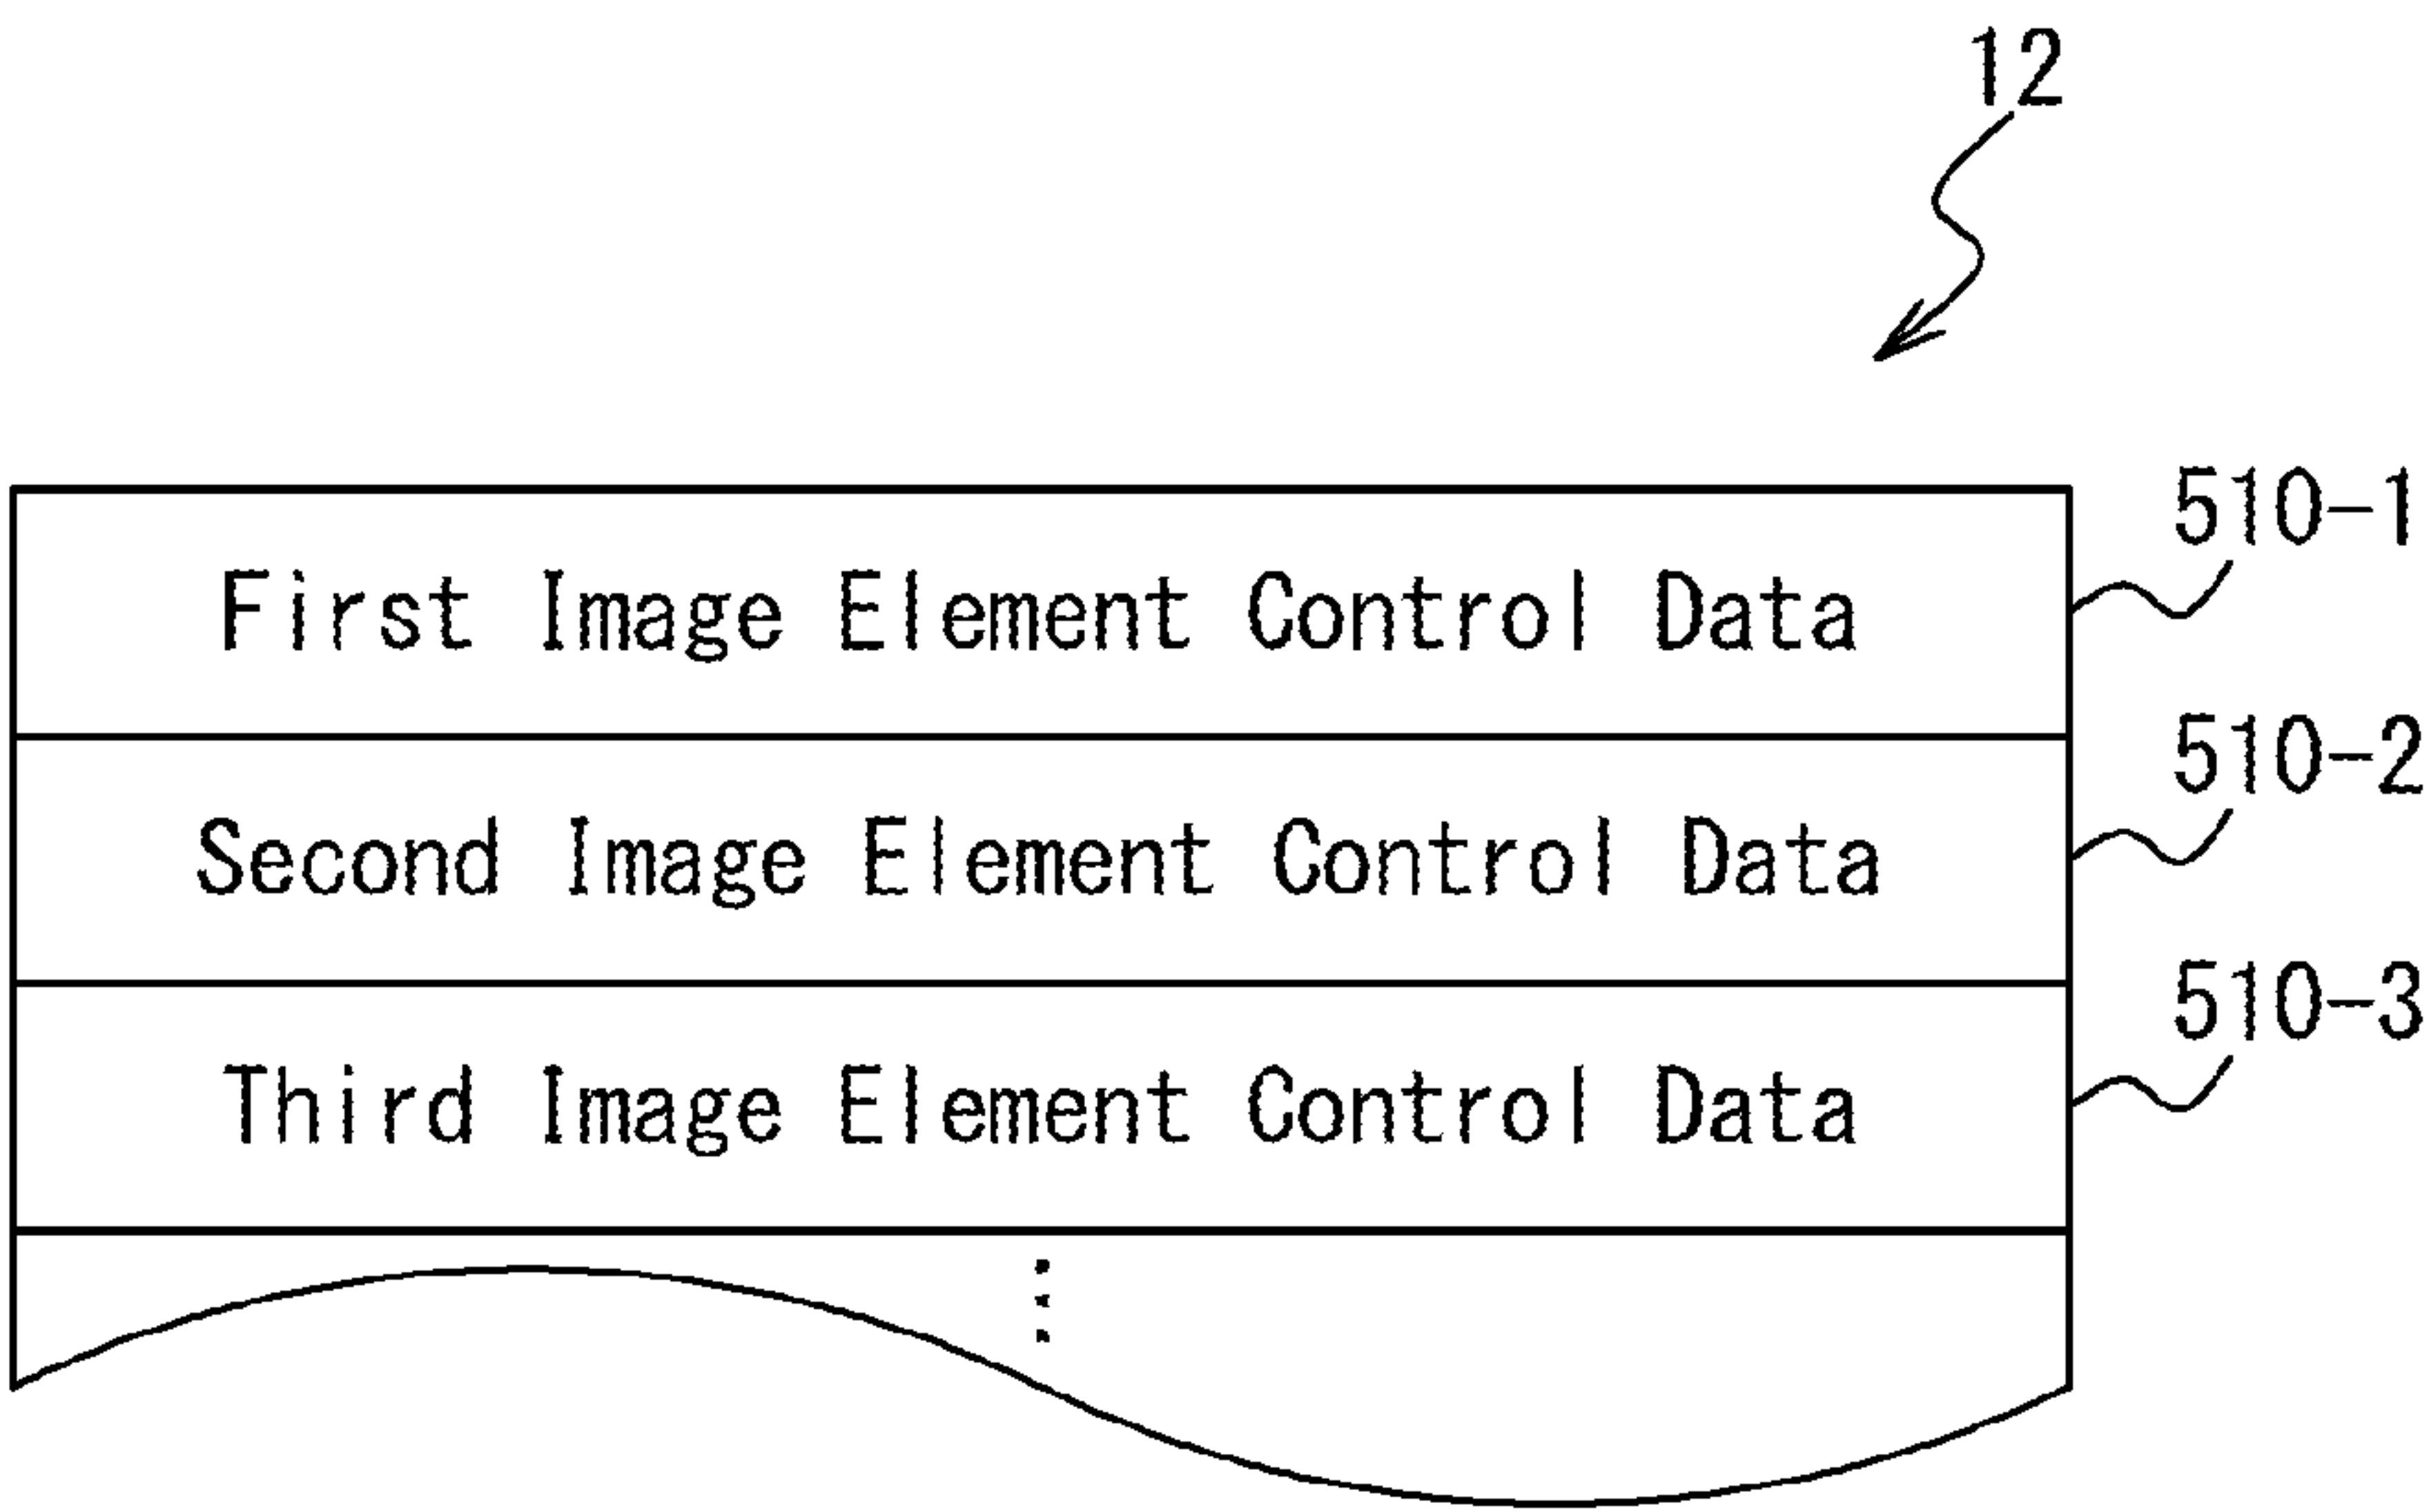 12
510-1
First Image Element Control Data
510-2
Second Image Element Control Data
510-3
Third Image Element Control Data